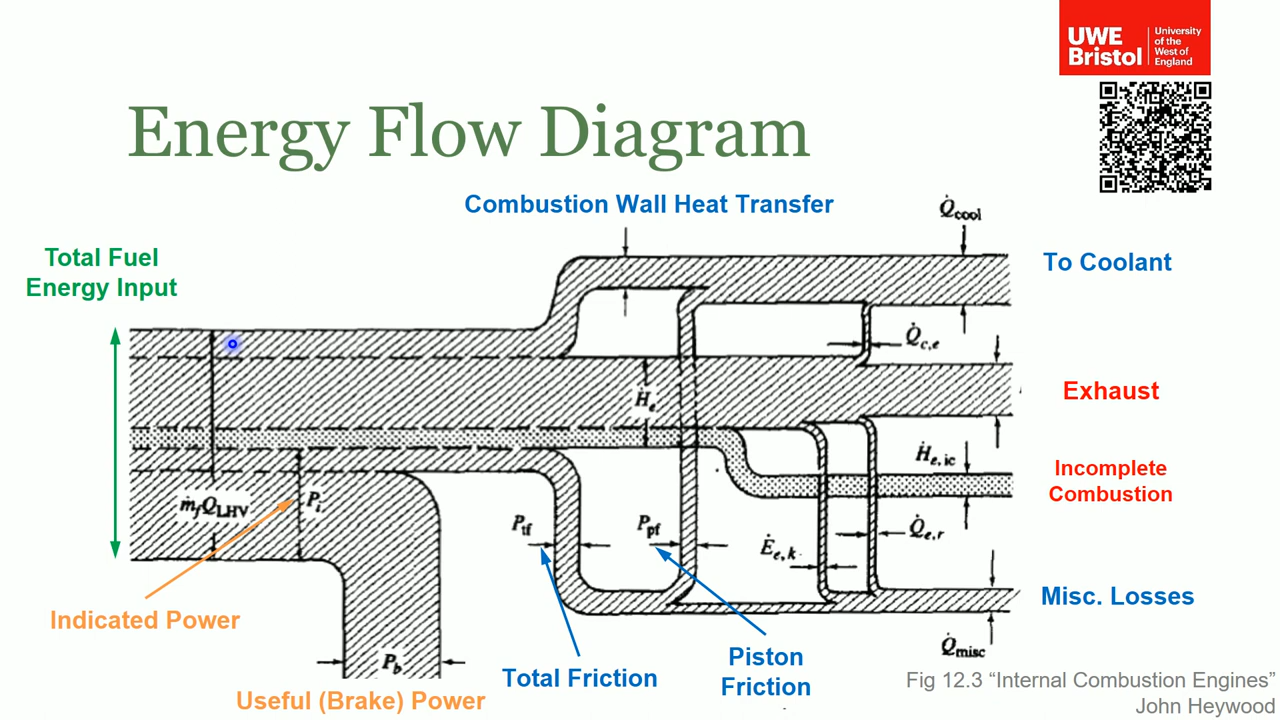 UWE
Bristol
University
of the
West of
England
Energy Flow Diagram
Combustion Wall Heat Transfer
Q̇cool
Total Fuel
Energy Input
To Coolant
Q̇c,e
Ḣe
Exhaust
Ḣe,ic
Incomplete
Combustion
ṁfQLHV
Pi
Ptf
Ppf
Ėe,k
Q̇e,r
Misc. Losses
Indicated Power
Q̇misc
Pb
Total Friction
Piston
Friction
Useful (Brake) Power
Fig 12.3 “Internal Combustion Engines”
John Heywood